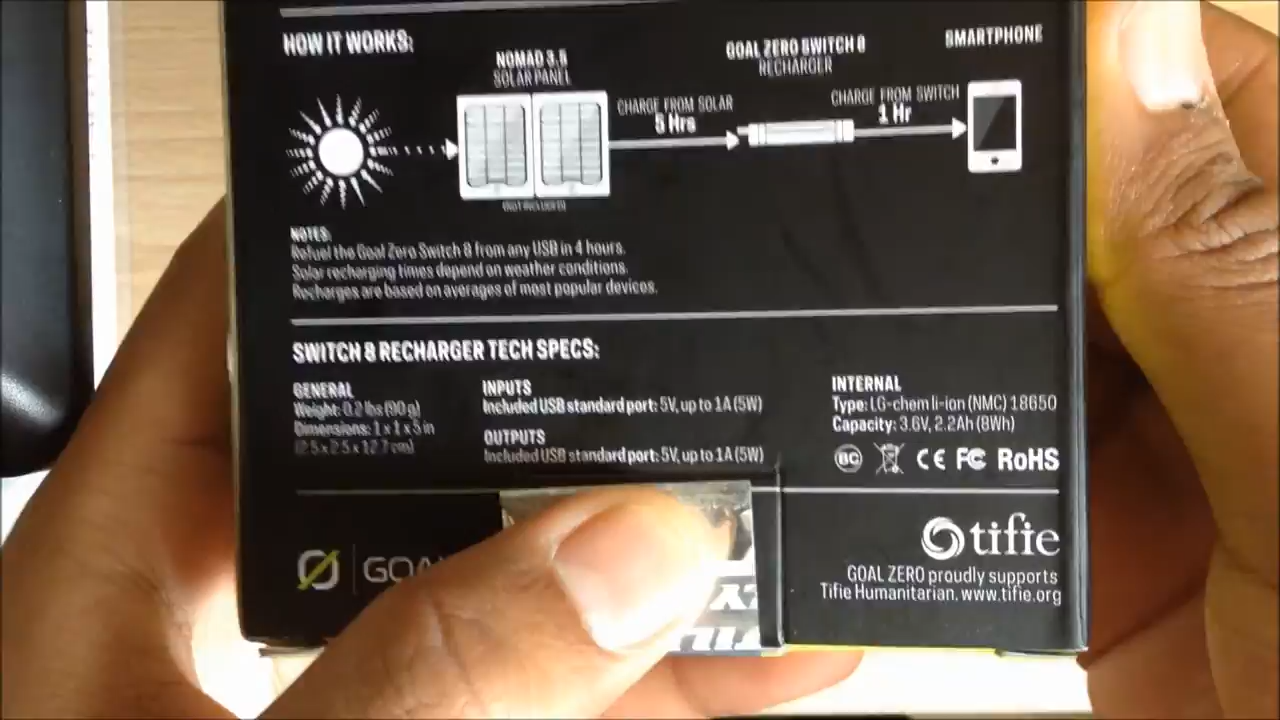 HOW IT WORKS:
NOMAD 3.5
SOLAR PANEL
(NOT INCLUDED)
CHARGE FROM SOLAR
5 Hrs
GOAL ZERO SWITCH 8
RECHARGER
CHARGE FROM SWITCH
1 Hr
SMARTPHONE
NOTES:
Refuel the Goal Zero Switch 8 from any USB in 4 hours.
Solar recharging times depend on weather conditions.
Recharges are based on averages of most popular devices.
SWITCH 8 RECHARGER TECH SPECS:
GENERAL
Weight: 0.2 lbs (90 g)
Dimensions: 1 x 1 x 5 in
(2.5 x 2.5 x 12.7 cm)
INPUTS
Included USB standard port: 5V, up to 1A (5W)
OUTPUTS
Included USB standard port: 5V, up to 1A (5W)
INTERNAL
Type: LG-chem li-ion (NMC) 18650
Capacity: 3.6V, 2.2Ah (8Wh)
BC CE FC RoHS
tifie
GOAL ZERO proudly supports
Tifie Humanitarian. www.tifie.org